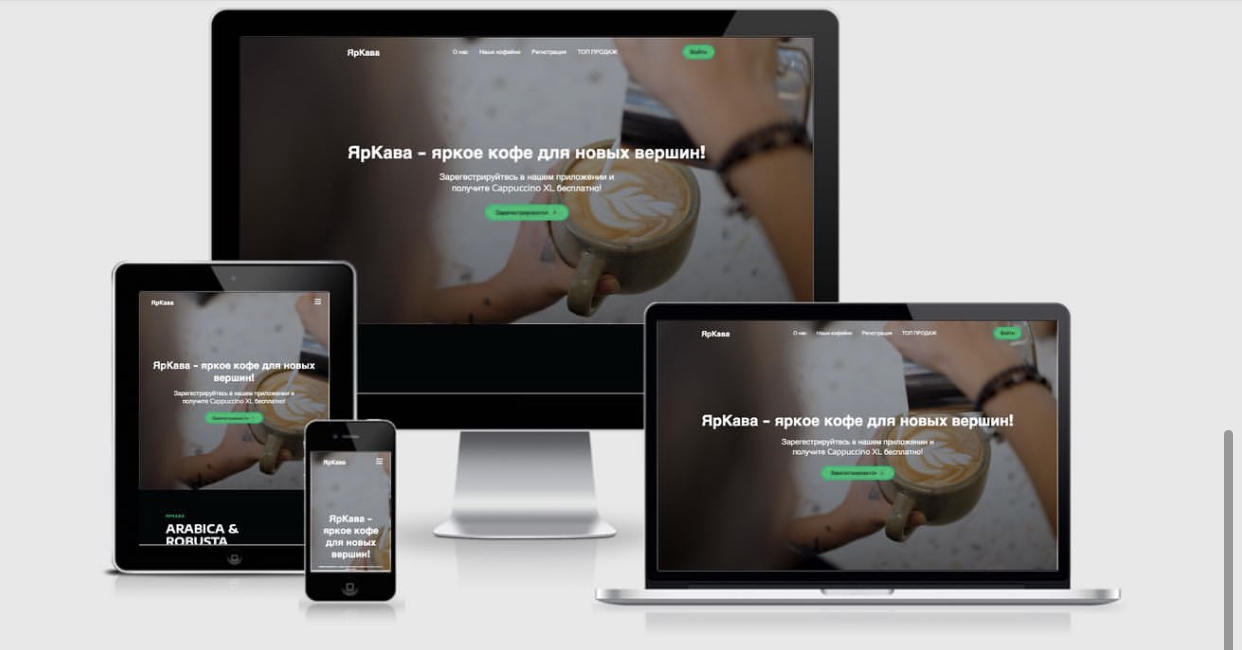 ЯрКава
О нас Наши кофейни Регистрация ТОП ПРОДАЖ
Войти
ЯрКава – яркое кофе для новых вершин!
Зарегестрируйтесь в нашем приложении и
получите Cappuccino XL бесплатно!
ЯрКава
ЯрКава – яркое кофе для новых
вершин!
Зарегестрируйтесь в нашем приложении и
получите Cappuccino XL бесплатно!
ЯРКАВА
ARABICA &
ROBUSTA
ЯрКава
ЯрКава –
яркое кофе
для новых
вершин!
ЯрКава
О нас Наши кофейни Регистрация ТОП ПРОДАЖ
Войти
ЯрКава – яркое кофе для новых вершин!
Зарегестрируйтесь в нашем приложении и
получите Cappuccino XL бесплатно!